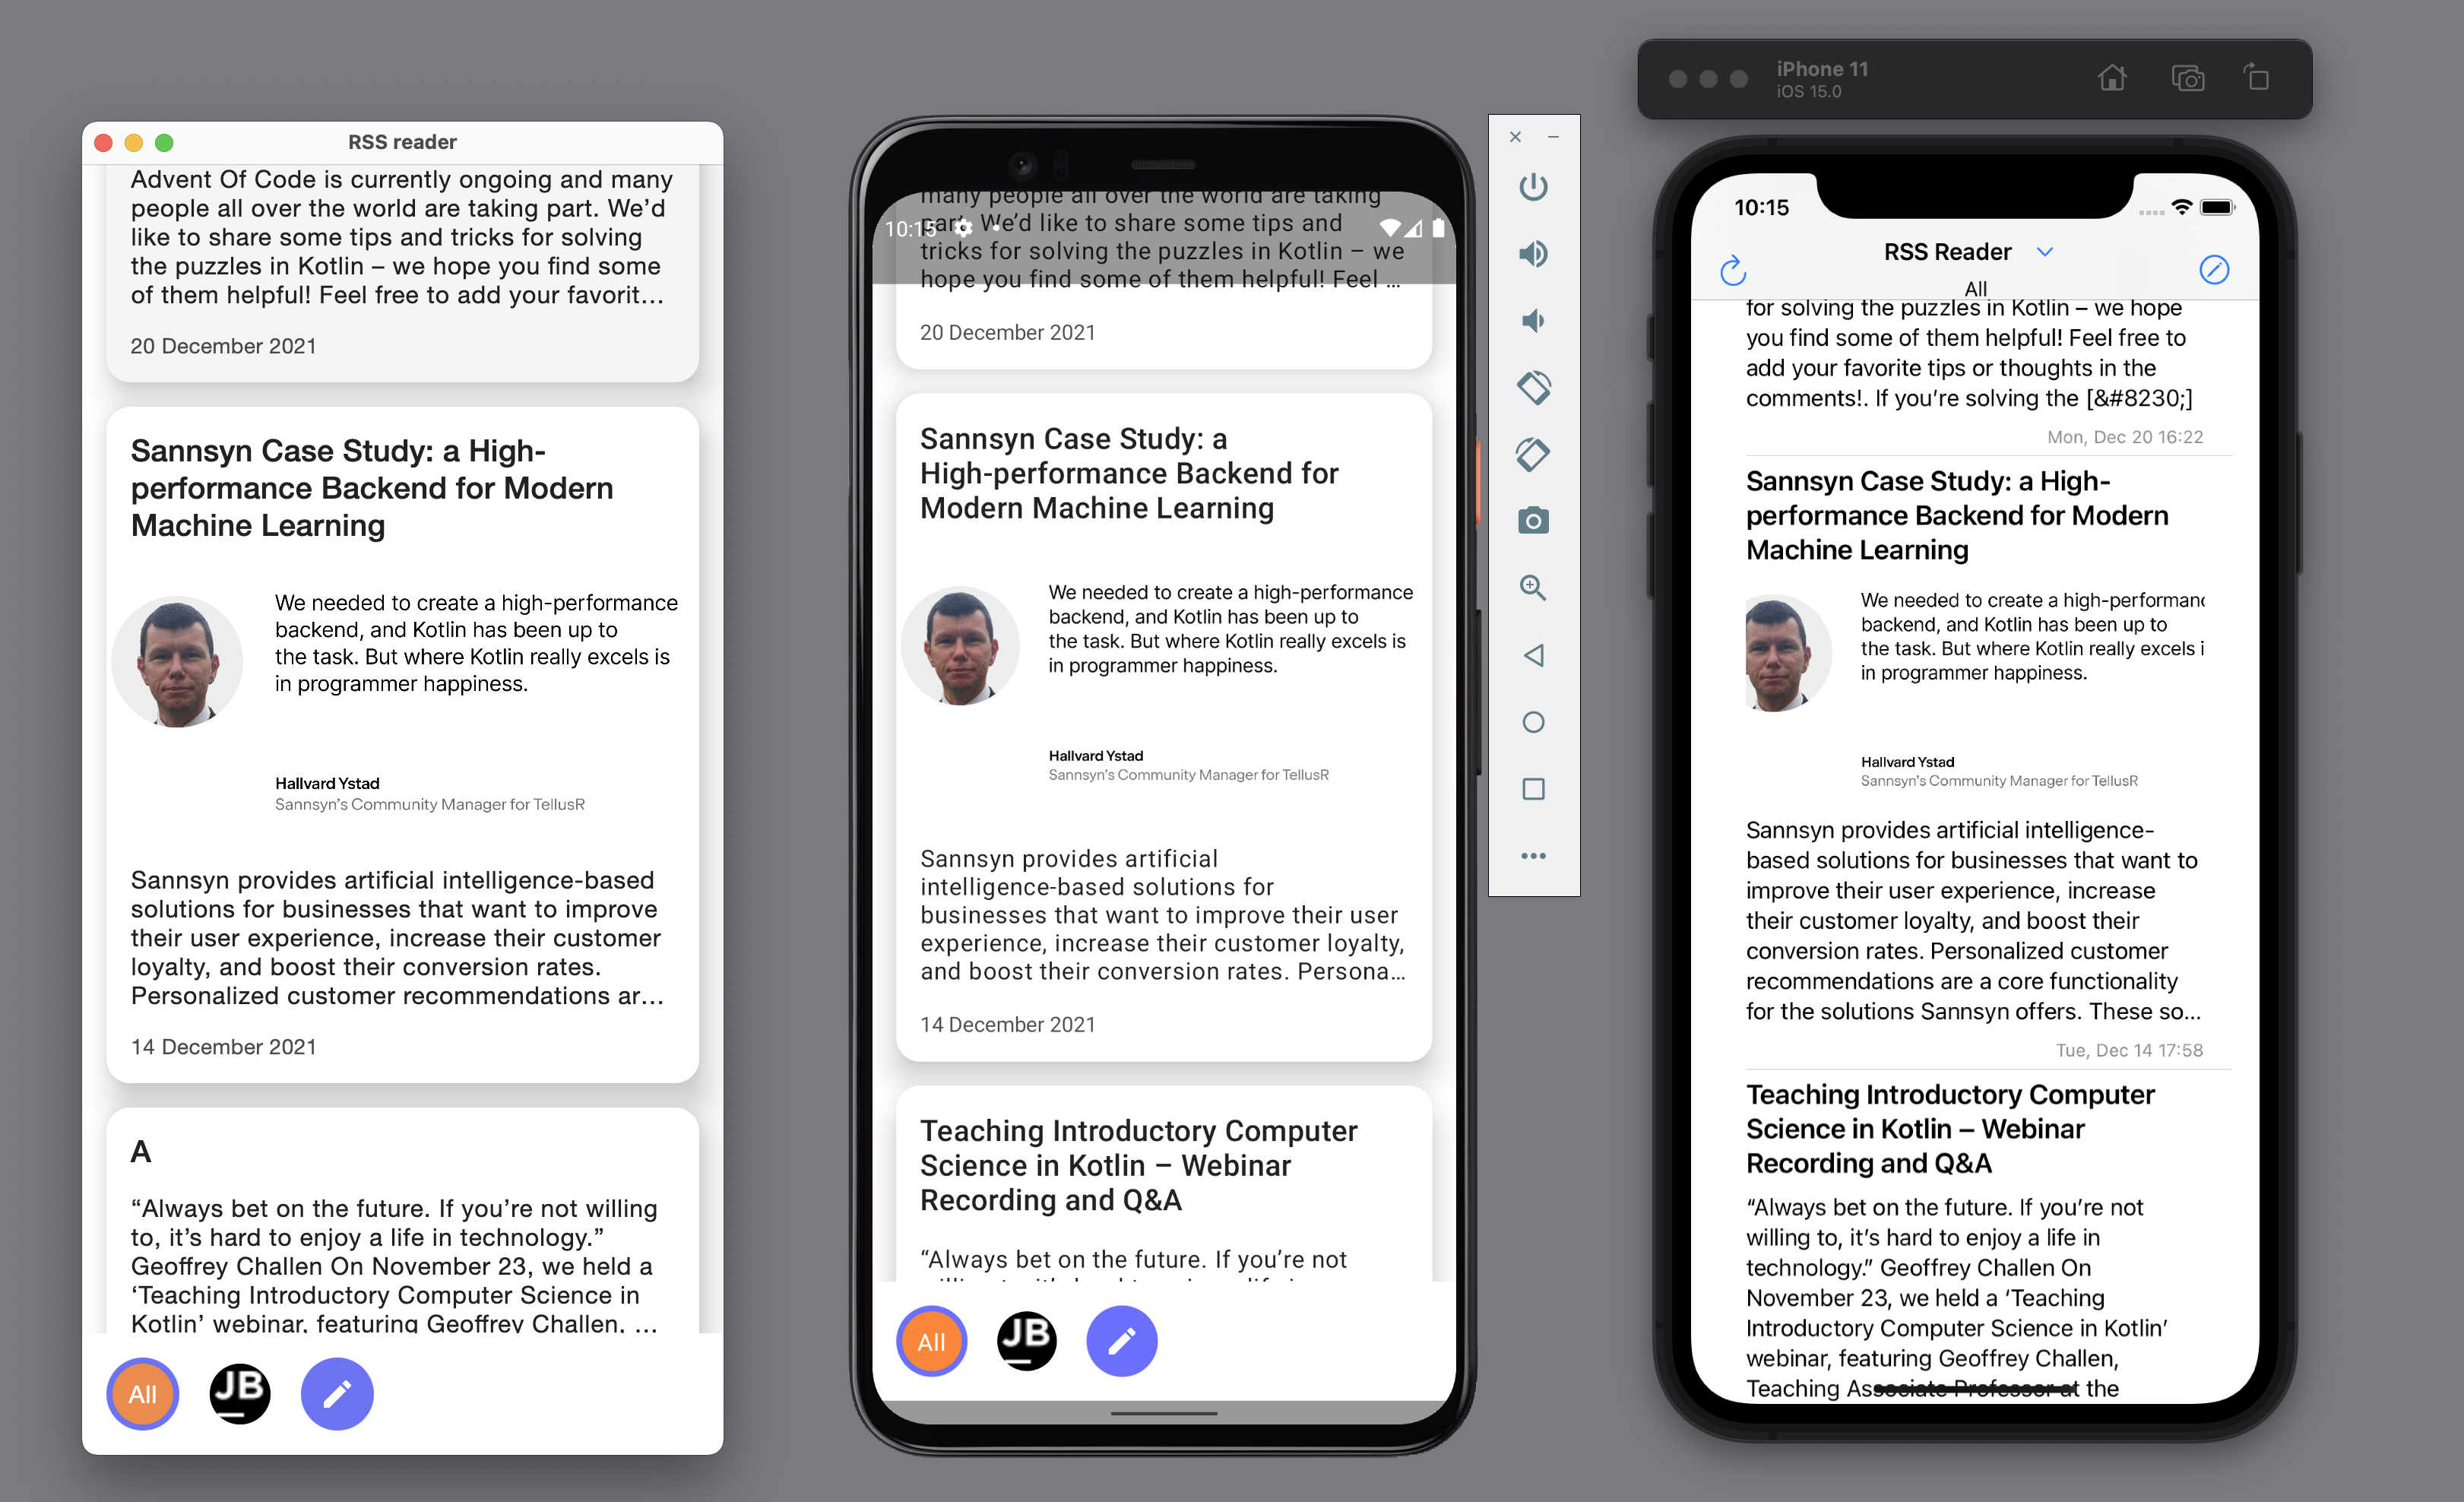 RSS reader
Advent Of Code is currently ongoing and many
people all over the world are taking part. We’d
like to share some tips and tricks for solving
the puzzles in Kotlin – we hope you find some
of them helpful! Feel free to add your favorit...
20 December 2021
Sannsyn Case Study: a High-
performance Backend for Modern
Machine Learning
We needed to create a high-performance
backend, and Kotlin has been up to
the task. But where Kotlin really excels is
in programmer happiness.
Hallvard Ystad
Sannsyn’s Community Manager for TellusR
Sannsyn provides artificial intelligence-based
solutions for businesses that want to improve
their user experience, increase their customer
loyalty, and boost their conversion rates.
Personalized customer recommendations ar...
14 December 2021
A
“Always bet on the future. If you’re not willing
to, it’s hard to enjoy a life in technology.”
Geoffrey Challen On November 23, we held a
‘Teaching Introductory Computer Science in
Kotlin’ webinar, featuring Geoffrey Challen, ...
All
JB
many people all over the world are taking
10:15
part. We’d like to share some tips and
tricks for solving the puzzles in Kotlin – we
hope you find some of them helpful! Feel ...
20 December 2021
Sannsyn Case Study: a
High-performance Backend for
Modern Machine Learning
We needed to create a high-performance
backend, and Kotlin has been up to
the task. But where Kotlin really excels is
in programmer happiness.
Hallvard Ystad
Sannsyn’s Community Manager for TellusR
Sannsyn provides artificial
intelligence-based solutions for
businesses that want to improve their user
experience, increase their customer loyalty,
and boost their conversion rates. Persona...
14 December 2021
Teaching Introductory Computer
Science in Kotlin – Webinar
Recording and Q&A
“Always bet on the future. If you’re not
All
JB
iPhone 11
iOS 15.0
10:15
RSS Reader
All
for solving the puzzles in Kotlin – we hope
you find some of them helpful! Feel free to
add your favorite tips or thoughts in the
comments!. If you’re solving the [&#8230;]
Mon, Dec 20 16:22
Sannsyn Case Study: a High-
performance Backend for Modern
Machine Learning
We needed to create a high-performanc
backend, and Kotlin has been up to
the task. But where Kotlin really excels i
in programmer happiness.
Hallvard Ystad
Sannsyn’s Community Manager for TellusR
Sannsyn provides artificial intelligence-
based solutions for businesses that want to
improve their user experience, increase
their customer loyalty, and boost their
conversion rates. Personalized customer
recommendations are a core functionality
for the solutions Sannsyn offers. These so...
Tue, Dec 14 17:58
Teaching Introductory Computer
Science in Kotlin – Webinar
Recording and Q&A
“Always bet on the future. If you’re not
willing to, it’s hard to enjoy a life in
technology.” Geoffrey Challen On
November 23, we held a ‘Teaching
Introductory Computer Science in Kotlin’
webinar, featuring Geoffrey Challen,
Teaching Associate Professor at the